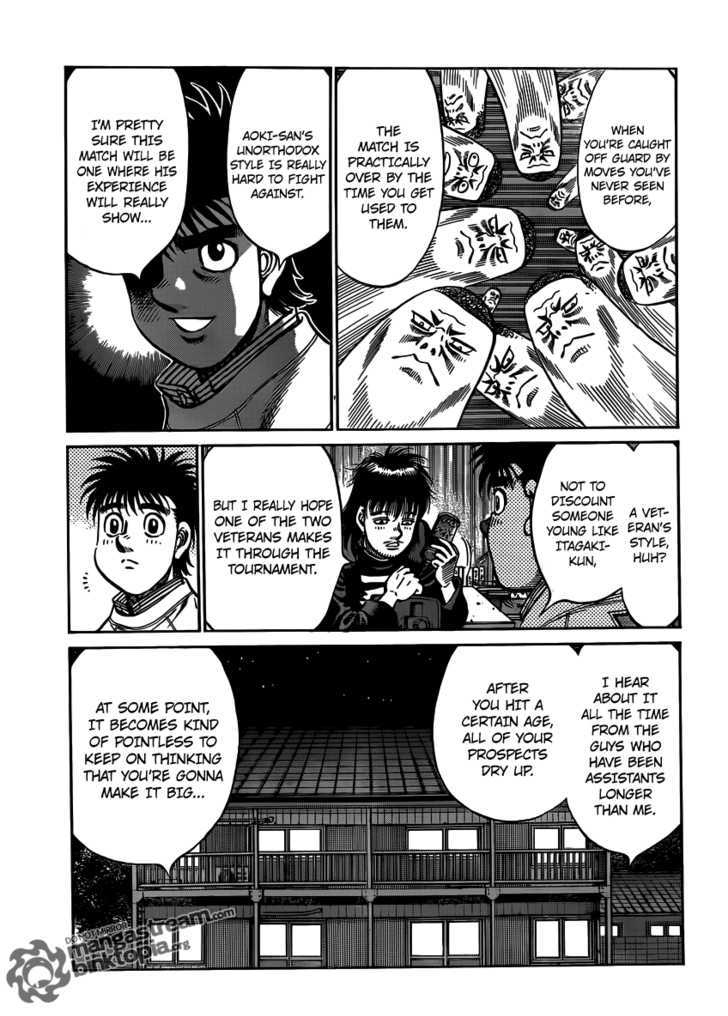 WHEN
YOU'RE CAUGHT
OFF GUARD BY
MOVES YOU'VE
NEVER SEEN
BEFORE,
THE
MATCH IS
PRACTICALLY
OVER BY THE
TIME YOU GET
USED TO
THEM.
AOKI-SAN'S
UNORTHODOX
STYLE IS REALLY
HARD TO FIGHT
AGAINST.
I'M PRETTY
SURE THIS
MATCH WILL BE
ONE WHERE HIS
EXPERIENCE
WILL REALLY
SHOW...
A VET-
ERAN'S
STYLE,
HUH?
NOT TO
DISCOUNT
SOMEONE
YOUNG LIKE
ITAGAKI-
KUN,
BUT I REALLY HOPE
ONE OF THE TWO
VETERANS MAKES
IT THROUGH THE
TOURNAMENT.
I HEAR
ABOUT IT
ALL THE TIME
FROM THE
GUYS WHO
HAVE BEEN
ASSISTANTS
LONGER
THAN ME.
AFTER
YOU HIT A
CERTAIN AGE,
ALL OF YOUR
PROSPECTS
DRY UP.
AT SOME POINT,
IT BECOMES KIND
OF POINTLESS TO
KEEP ON THINKING
THAT YOU'RE GONNA
MAKE IT BIG...
DO NOT MIRROR
mangastream.com
binktopia.org